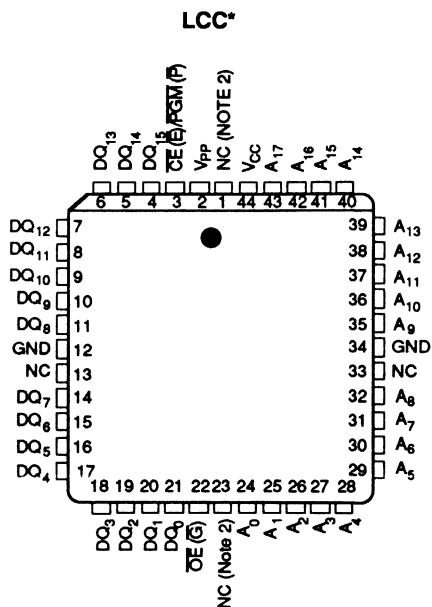 LCC*
DQ13
DQ14
DQ15
CE (E)/PGM (P)
VPP
NC (NOTE 2)
VCC
A17
A16
A15
A14
6 5 4 3 2 1 44 43 42 41 40
DQ12 7
DQ11 8
DQ10 9
DQ9 10
DQ8 11
GND 12
NC 13
DQ7 14
DQ6 15
DQ5 16
DQ4 17
39 A13
38 A12
37 A11
36 A10
35 A9
34 GND
33 NC
32 A8
31 A7
30 A6
29 A5
18 19 20 21 22 23 24 25 26 27 28
DQ3
DQ2
DQ1
DQ0
OE (G)
NC (Note 2)
A0
A1
A2
A3
A4